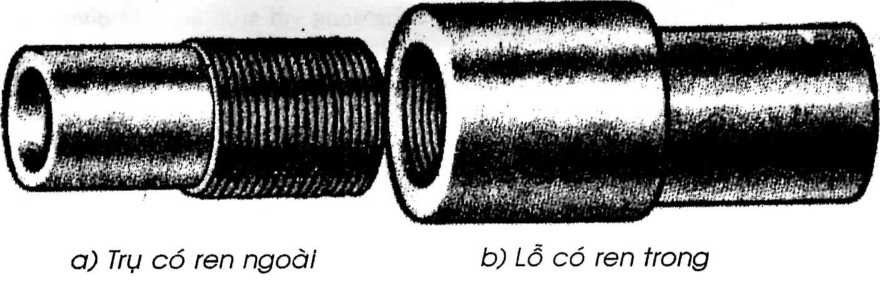 a) Trụ có ren ngoài
b) Lỗ có ren trong